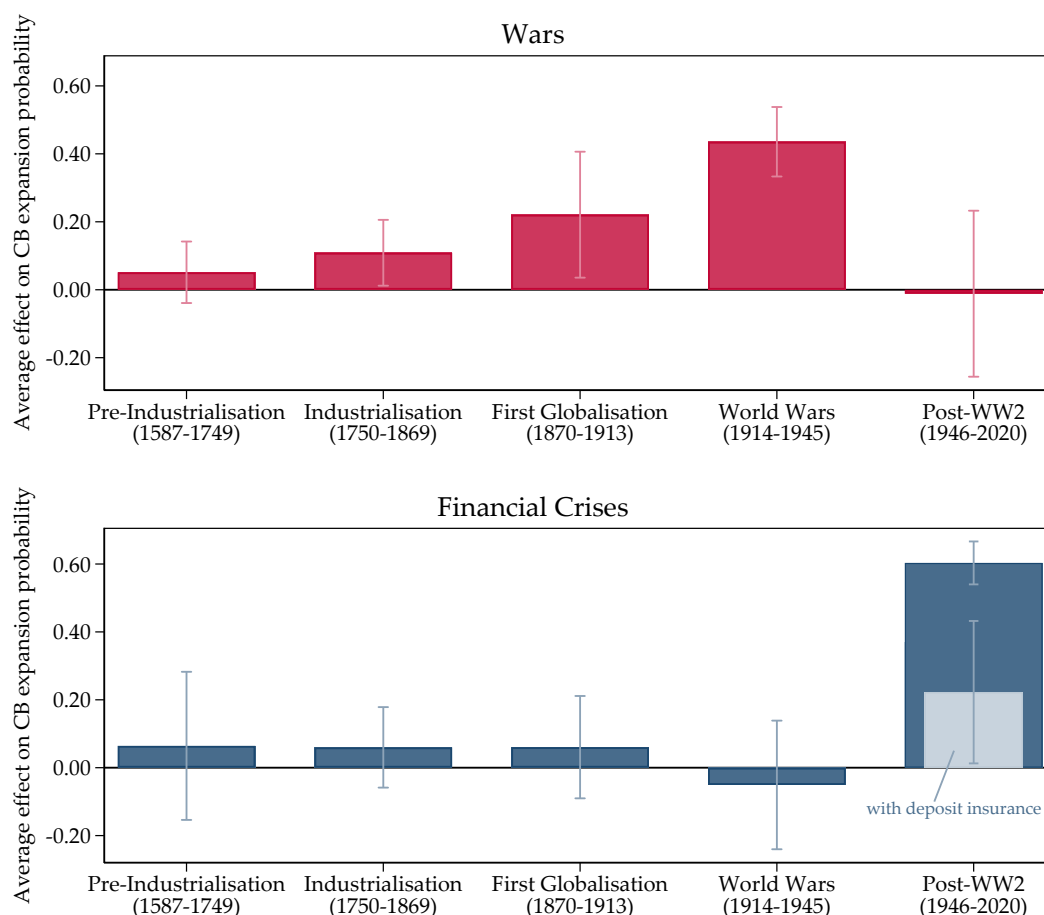 Wars
Average effect on CB expansion probability
0.60
0.40
0.20
0.00
-0.20
Pre-Industrialisation Industrialisation First Globalisation World Wars Post-WW2
(1587-1749) (1750-1869) (1870-1913) (1914-1945) (1946-2020)
Financial Crises
Average effect on CB expansion probability
0.60
0.40
0.20
0.00
-0.20
with deposit insurance
Pre-Industrialisation Industrialisation First Globalisation World Wars Post-WW2
(1587-1749) (1750-1869) (1870-1913) (1914-1945) (1946-2020)